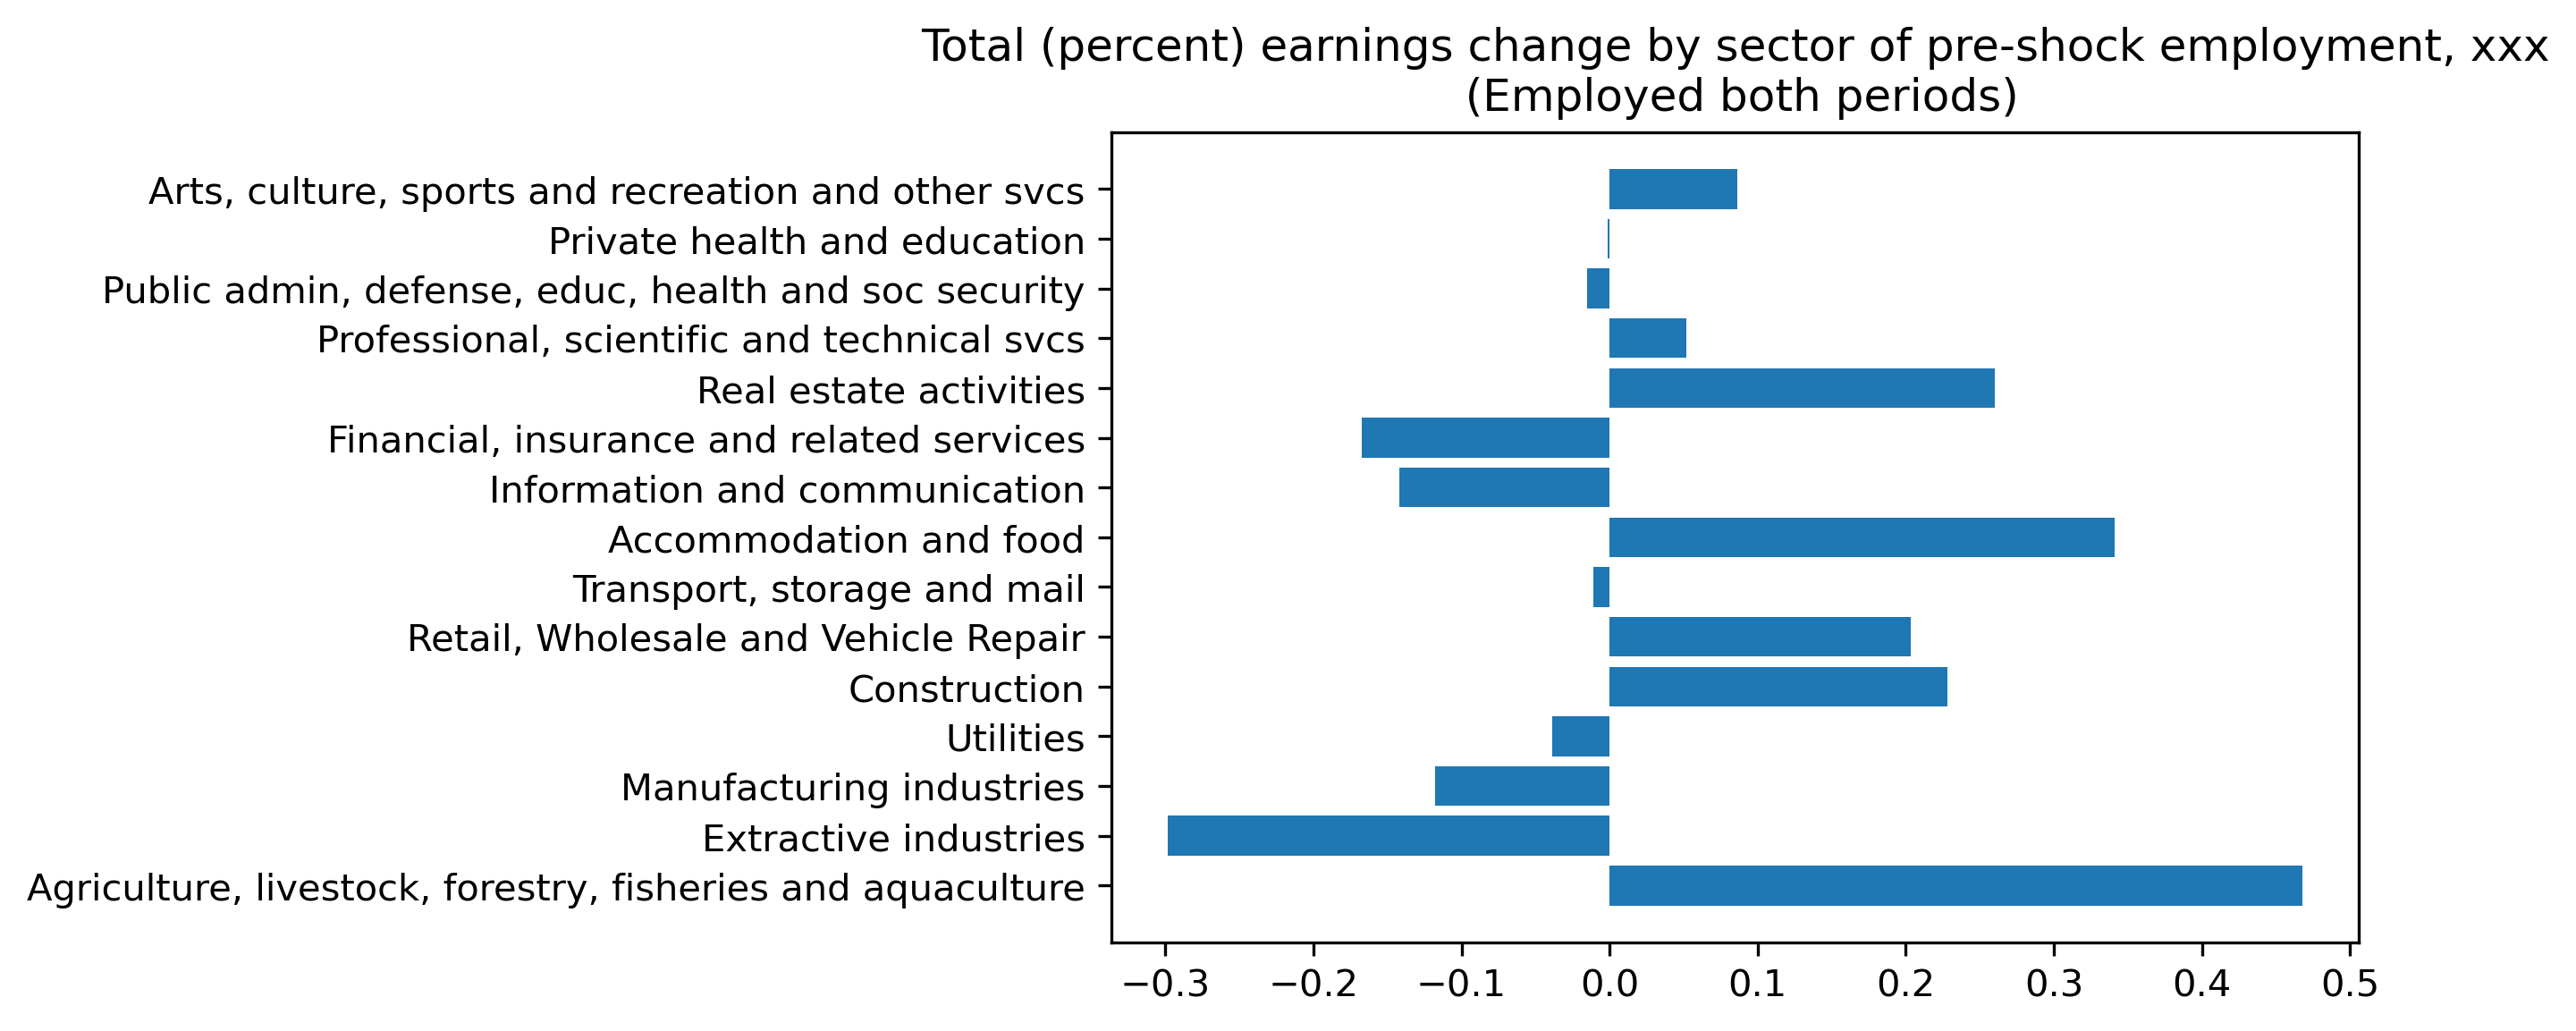 Total (percent) earnings change by sector of pre-shock employment, xxx
(Employed both periods)
Arts, culture, sports and recreation and other svcs
Private health and education
Public admin, defense, educ, health and soc security
Professional, scientific and technical svcs
Real estate activities
Financial, insurance and related services
Information and communication
Accommodation and food
Transport, storage and mail
Retail, Wholesale and Vehicle Repair
Construction
Utilities
Manufacturing industries
Extractive industries
Agriculture, livestock, forestry, fisheries and aquaculture
−0.3 −0.2 −0.1 0.0 0.1 0.2 0.3 0.4 0.5